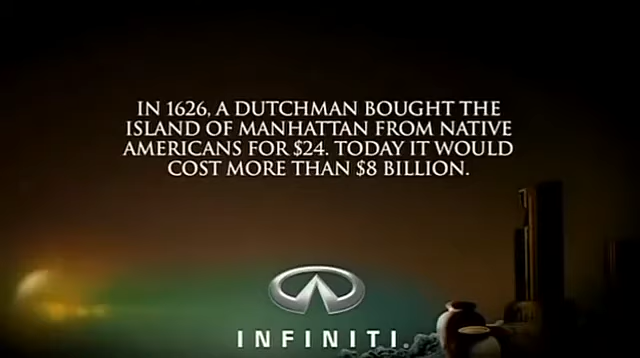 IN 1626, A DUTCHMAN BOUGHT THE
ISLAND OF MANHATTAN FROM NATIVE
AMERICANS FOR $24. TODAY IT WOULD
COST MORE THAN $8 BILLION.
INFINITI.